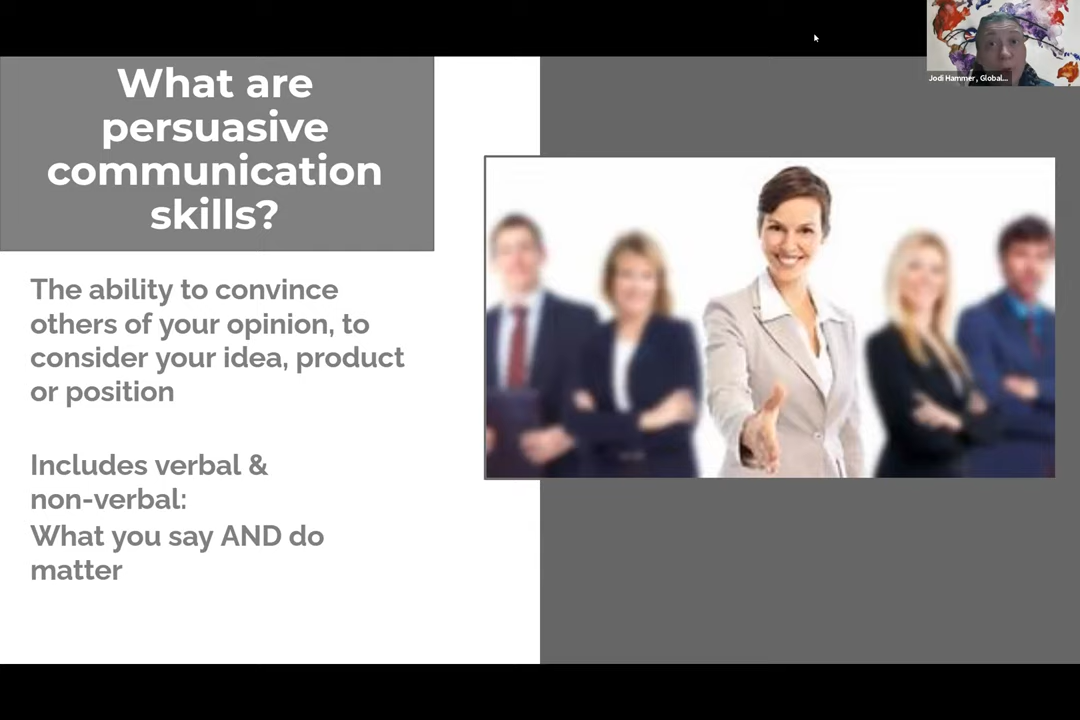 What are
persuasive
communication
skills?
The ability to convince
others of your opinion, to
consider your idea, product
or position
Includes verbal &
non-verbal:
What you say AND do
matter
Jodi Hammer, Global...